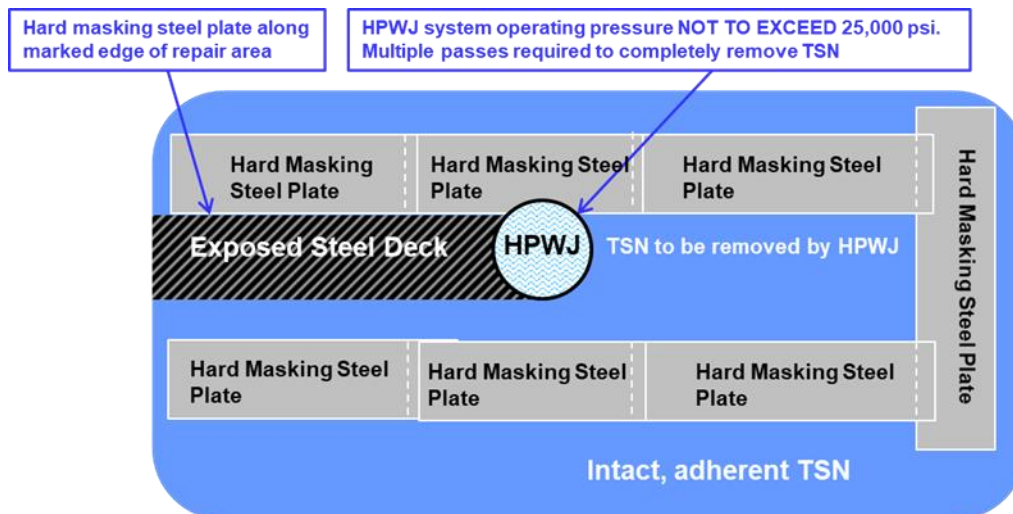 Hard masking steel plate along
marked edge of repair area
HPWJ system operating pressure NOT TO EXCEED 25,000 psi.
Multiple passes required to completely remove TSN
Hard Masking
Steel Plate
Hard Masking Steel
Plate
Hard Masking Steel
Plate
Hard Masking Steel Plate
Exposed Steel Deck
HPWJ
TSN to be removed by HPWJ
Hard Masking Steel
Plate
Hard Masking Steel
Plate
Hard Masking Steel
Plate
Intact, adherent TSN